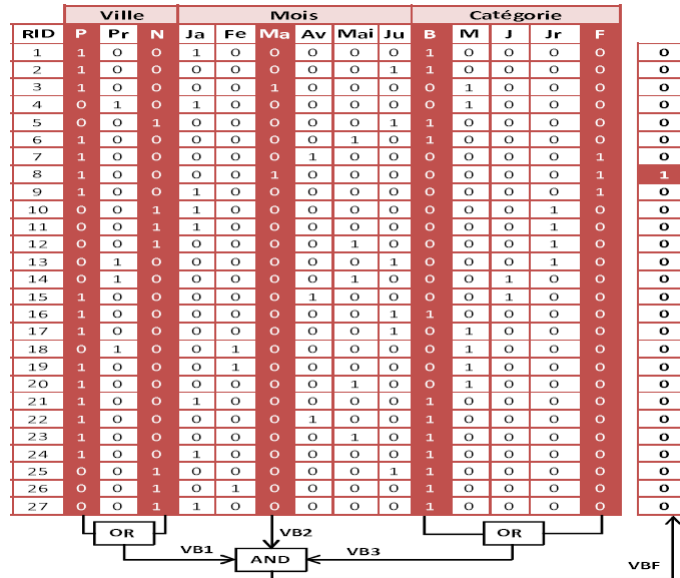 Ville Mois Catégorie
RID P Pr N Ja Fe Ma Av Mai Ju B M J Jr F
1 1 0 0 1 0 0 0 0 0 1 0 0 0 0 0
2 1 0 0 0 0 0 0 0 1 1 0 0 0 0 0
3 1 0 0 0 0 1 0 0 0 0 1 0 0 0 0
4 0 1 0 1 0 0 0 0 0 0 1 0 0 0 0
5 0 0 1 0 0 0 0 0 1 1 0 0 0 0 0
6 1 0 0 0 0 0 0 1 0 1 0 0 0 0 0
7 1 0 0 0 0 0 1 0 0 0 0 0 0 1 0
8 1 0 0 0 0 1 0 0 0 0 0 0 0 1 1
9 1 0 0 1 0 0 0 0 0 0 0 0 0 1 0
10 0 0 1 1 0 0 0 0 0 0 0 0 1 0 0
11 0 0 1 1 0 0 0 0 0 0 0 0 1 0 0
12 0 0 1 0 0 0 0 1 0 0 0 0 1 0 0
13 0 1 0 0 0 0 0 0 1 0 0 0 1 0 0
14 0 1 0 0 0 0 0 1 0 0 0 1 0 0 0
15 1 0 0 0 0 0 1 0 0 0 0 1 0 0 0
16 1 0 0 0 0 0 0 0 1 1 0 0 0 0 0
17 1 0 0 0 0 0 0 0 1 0 1 0 0 0 0
18 0 1 0 0 1 0 0 0 0 0 1 0 0 0 0
19 1 0 0 0 1 0 0 0 0 0 1 0 0 0 0
20 1 0 0 0 0 0 0 1 0 0 1 0 0 0 0
21 1 0 0 1 0 0 0 0 0 1 0 0 0 0 0
22 1 0 0 0 0 0 1 0 0 1 0 0 0 0 0
23 1 0 0 0 0 0 0 1 0 1 0 0 0 0 0
24 1 0 0 1 0 0 0 0 0 1 0 0 0 0 0
25 0 0 1 0 0 0 0 0 1 1 0 0 0 0 0
26 0 0 1 0 1 0 0 0 0 1 0 0 0 0 0
27 0 0 1 1 0 0 0 0 0 1 0 0 0 0 0
OR VB2 OR
VB1 AND VB3 VBF